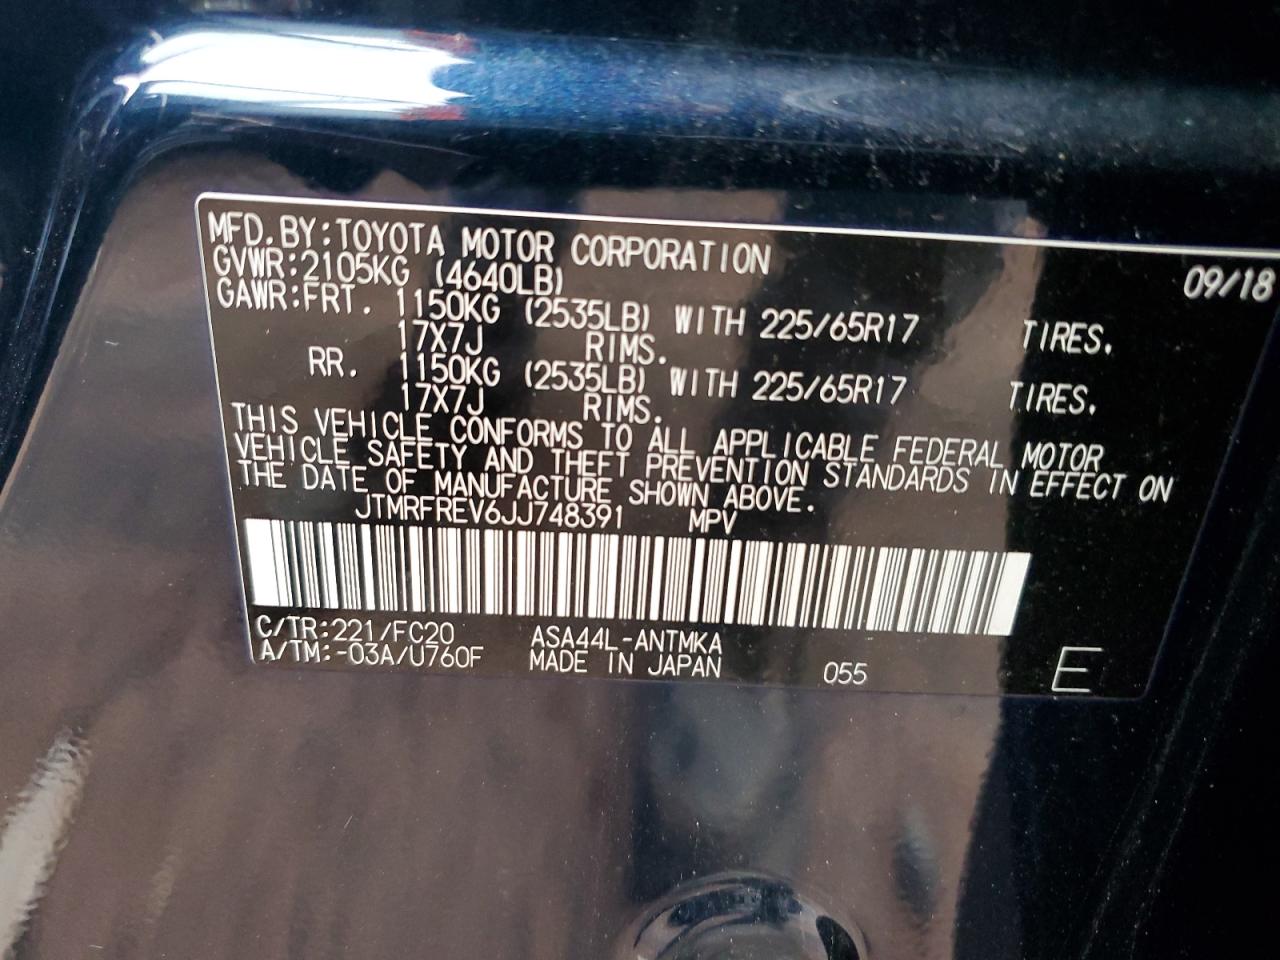 MFD. BY: TOYOTA MOTOR CORPORATION 09/18
GVWR: 2105KG (4640LB)
GAWR: FRT. 1150KG (2535LB) WITH 225/65R17 TIRES.
17X7J RIMS.
RR. 1150KG (2535LB) WITH 225/65R17 TIRES.
17X7J RIMS.
THIS VEHICLE CONFORMS TO ALL APPLICABLE FEDERAL MOTOR
VEHICLE SAFETY AND THEFT PREVENTION STANDARDS IN EFFECT ON
THE DATE OF MANUFACTURE SHOWN ABOVE.
JTMRFREV6JJ748391 MPV
C/TR:221/FC20 ASA44L-ANTMKA
A/TM:-03A/U760F MADE IN JAPAN 055 E